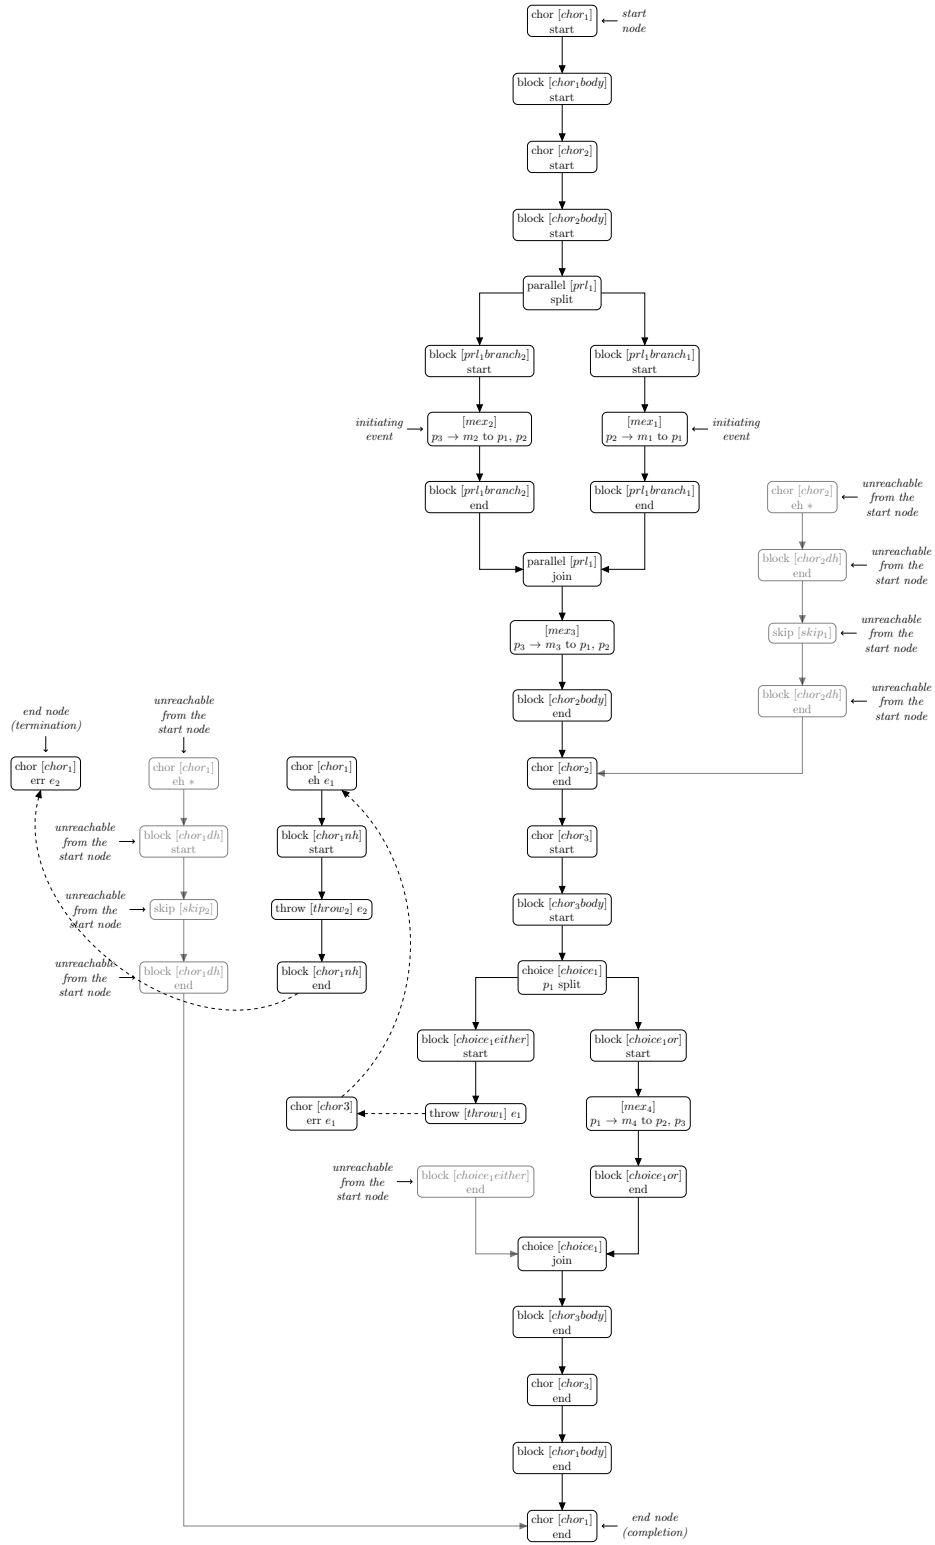 chor [chor₁]
start
start
node
block [chor₁body]
start
chor [chor₂]
start
block [chor₂body]
start
parallel [prl₁]
split
block [prl₁branch₂]
start
block [prl₁branch₁]
start
initiating
event
[mex₂]
p₃ → m₂ to p₁, p₂
[mex₁]
p₂ → m₁ to p₁
initiating
event
block [prl₁branch₂]
end
block [prl₁branch₁]
end
chor [chor₂]
eh ∗
unreachable
from the
start node
parallel [prl₁]
join
block [chor₂dh]
end
unreachable
from the
start node
[mex₃]
p₃ → m₃ to p₁, p₂
skip [skip₁]
unreachable
from the
start node
block [chor₂body]
end
block [chor₂dh]
end
unreachable
from the
start node
end node
(termination)
unreachable
from the
start node
chor [chor₁]
err e₂
chor [chor₁]
eh ∗
chor [chor₁]
eh e₁
chor [chor₂]
end
unreachable
from the
start node
block [chor₁dh]
start
block [chor₁nh]
start
chor [chor₃]
start
unreachable
from the
start node
skip [skip₂]
throw [throw₂] e₂
block [chor₃body]
start
unreachable
from the
start node
block [chor₁dh]
end
block [chor₁nh]
end
choice [choice₁]
p₁ split
block [choice₁either]
start
block [choice₁or]
start
chor [chor3]
err e₁
throw [throw₁] e₁
[mex₄]
p₁ → m₄ to p₂, p₃
unreachable
from the
start node
block [choice₁either]
end
block [choice₁or]
end
choice [choice₁]
join
block [chor₃body]
end
chor [chor₃]
end
block [chor₁body]
end
chor [chor₁]
end
end node
(completion)